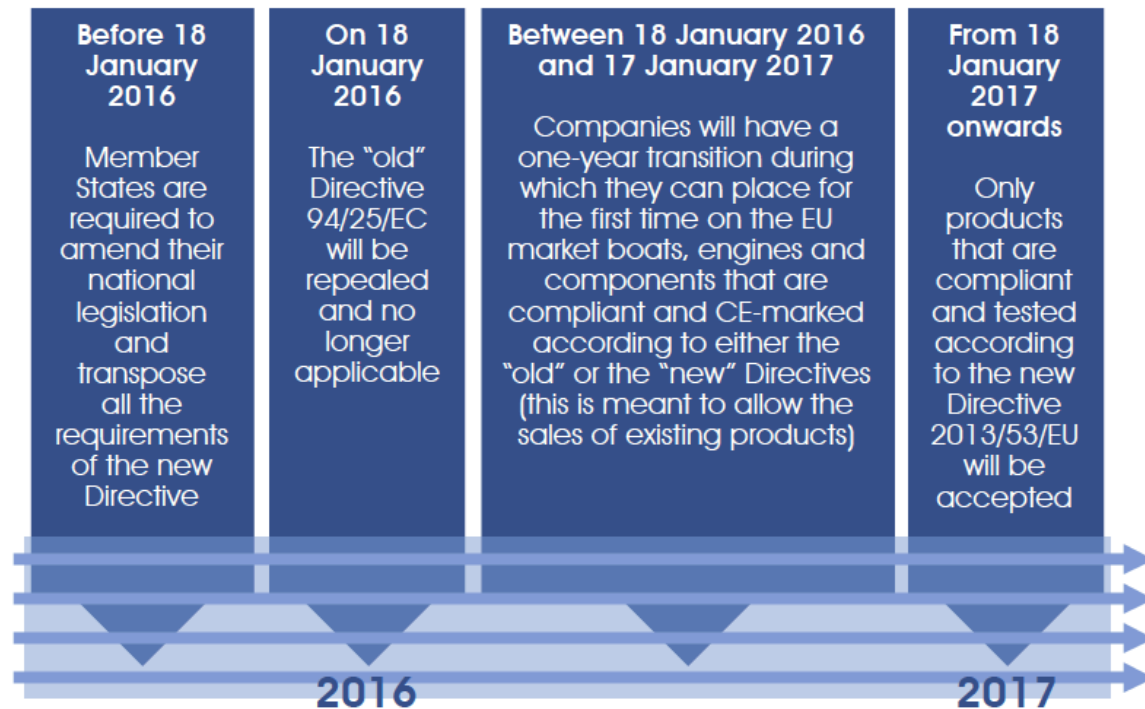 Before 18
January
2016
Member
States are
required to
amend their
national
legislation
and
transpose
all the
requirements
of the new
Directive
On 18
January
2016
The “old”
Directive
94/25/EC
will be
repealed
and no
longer
applicable
Between 18 January 2016
and 17 January 2017
Companies will have a
one-year transition during
which they can place for
the first time on the EU
market boats, engines and
components that are
compliant and CE-marked
according to either the
“old” or the “new” Directives
(this is meant to allow the
sales of existing products)
From 18
January
2017
onwards
Only
products
that are
compliant
and tested
according
to the new
Directive
2013/53/EU
will be
accepted
2016
2017